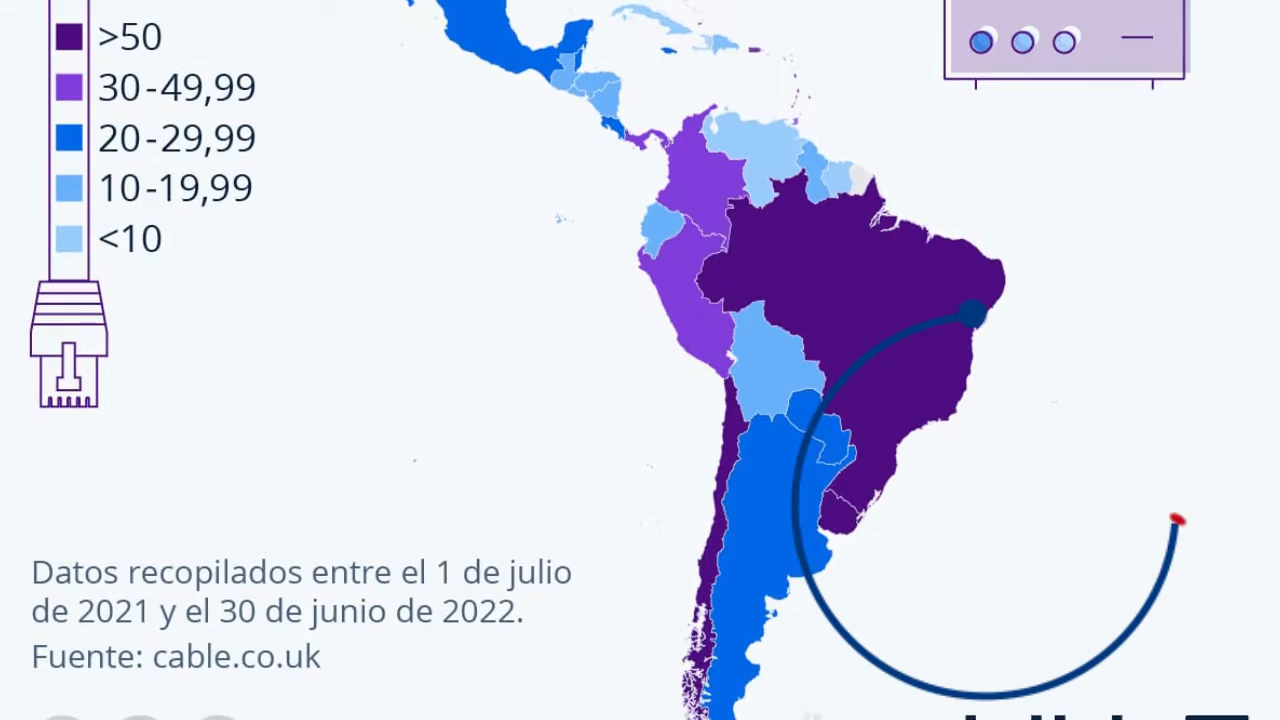 >50
30-49,99
20-29,99
10-19,99
<10
Datos recopilados entre el 1 de julio
de 2021 y el 30 de junio de 2022.
Fuente: cable.co.uk